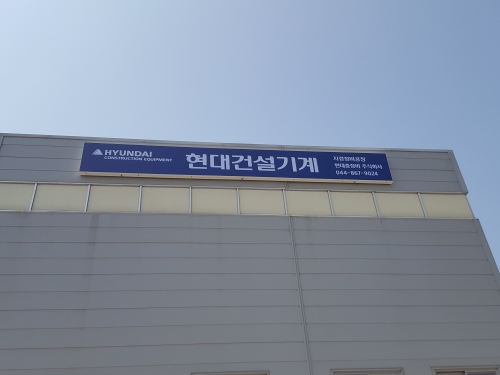 HYUNDAI
CONSTRUCTION EQUIPMENT
현대건설기계
지정정비공장
현대중정비 주식회사
044-867-9024